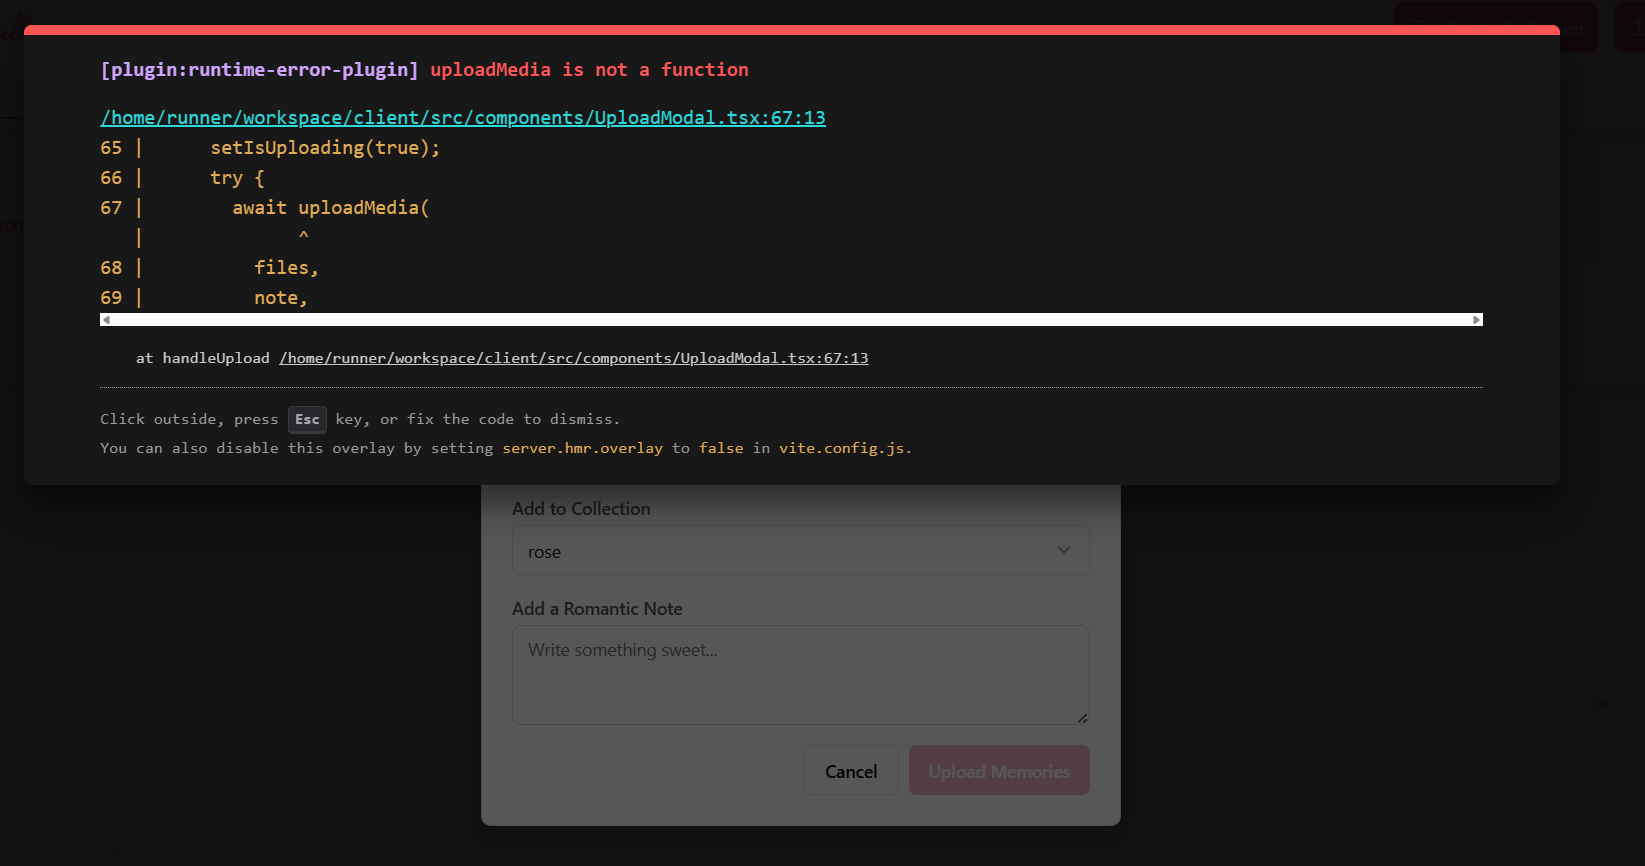 [plugin:runtime-error-plugin] uploadMedia is not a function
/home/runner/workspace/client/src/components/UploadModal.tsx:67:13
65 |      setIsUploading(true);
66 |      try {
67 |        await uploadMedia(
   |              ^
68 |          files,
69 |          note,
at handleUpload /home/runner/workspace/client/src/components/UploadModal.tsx:67:13
Click outside, press Esc key, or fix the code to dismiss.
You can also disable this overlay by setting server.hmr.overlay to false in vite.config.js.
Add to Collection
rose
Add a Romantic Note
Write something sweet...
Cancel
Upload Memories